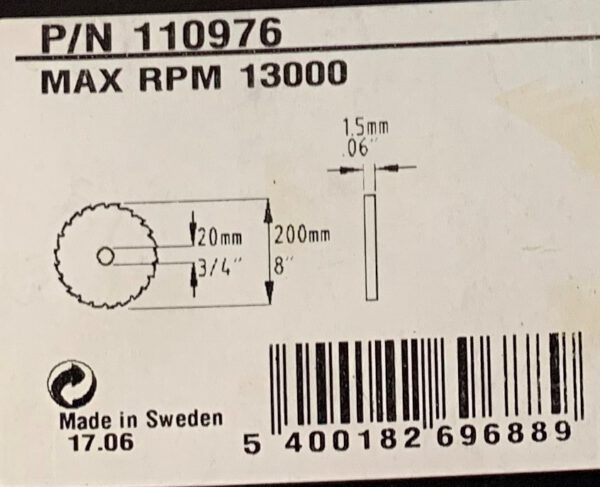 P/N 110976
MAX RPM 13000
1.5mm
.06"
20mm
3/4"
200mm
8"
Made in Sweden
17.06
5 400182 696889